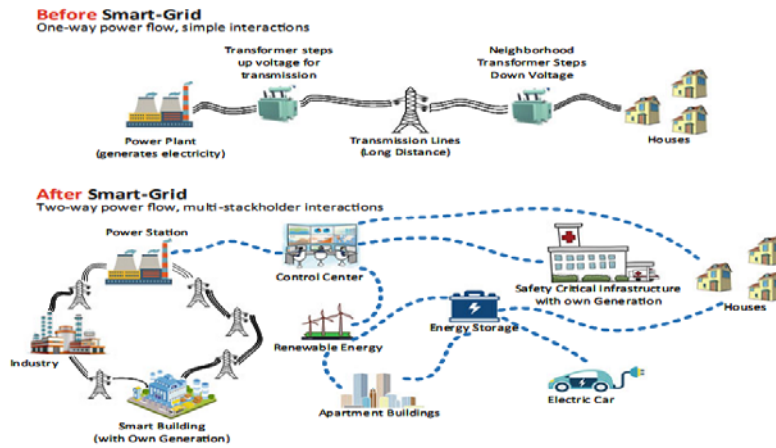 Before Smart-Grid
One-way power flow, simple interactions
Transformer steps
up voltage for
transmission
Neighborhood
Transformer Steps
Down Voltage
Power Plant
(generates electricity)
Transmission Lines
(Long Distance)
Houses
After Smart-Grid
Two-way power flow, multi-stackholder interactions
Power Station
Control Center
Safety Critical Infrastructure
with own Generation
Houses
Industry
Renewable Energy
Energy Storage
Smart Building
(with Own Generation)
Apartment Buildings
Electric Car